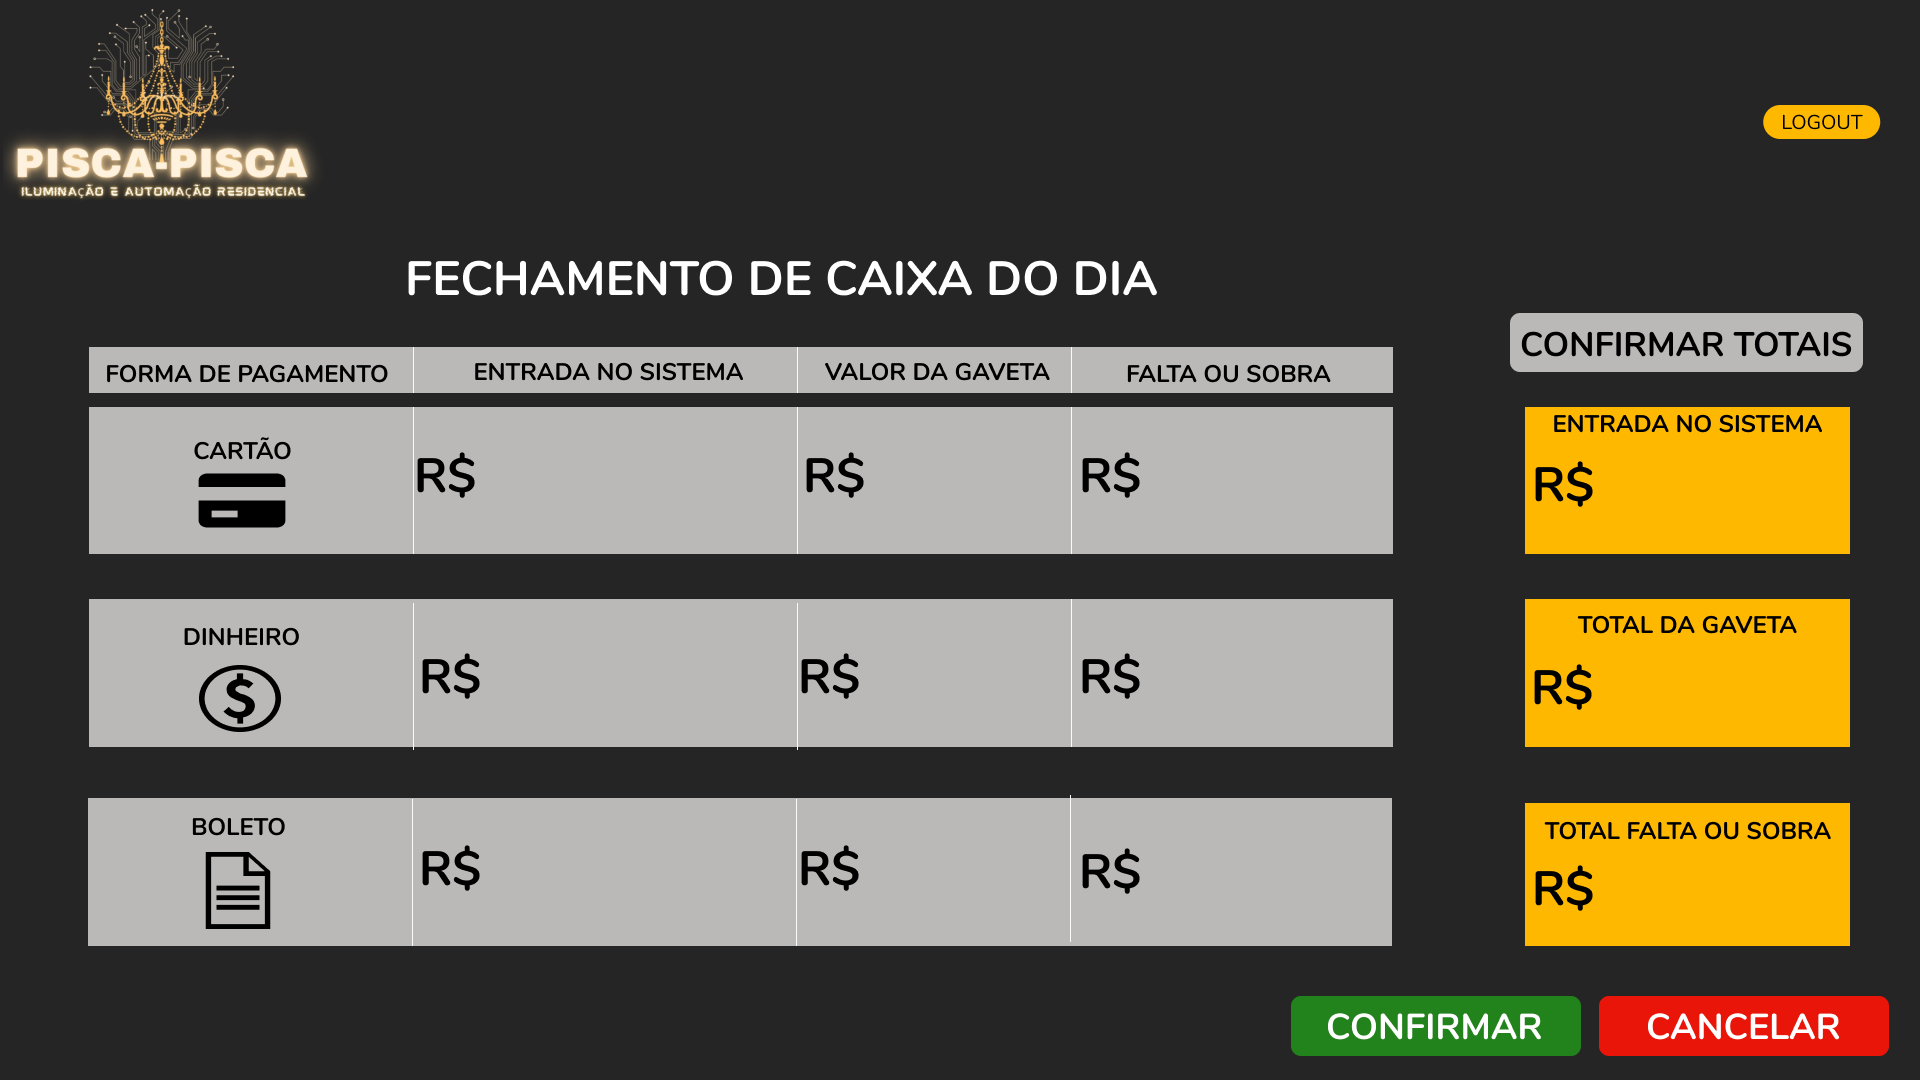 PISCA-PISCA
ILUMINAÇÃO E AUTOMAÇÃO RESIDENCIAL
LOGOUT
FECHAMENTO DE CAIXA DO DIA
CONFIRMAR TOTAIS
FORMA DE PAGAMENTO ENTRADA NO SISTEMA VALOR DA GAVETA FALTA OU SOBRA
CARTÃO
R$ R$ R$
ENTRADA NO SISTEMA
R$
DINHEIRO
$
R$ R$ R$
TOTAL DA GAVETA
R$
BOLETO
R$ R$ R$
TOTAL FALTA OU SOBRA
R$
CONFIRMAR CANCELAR